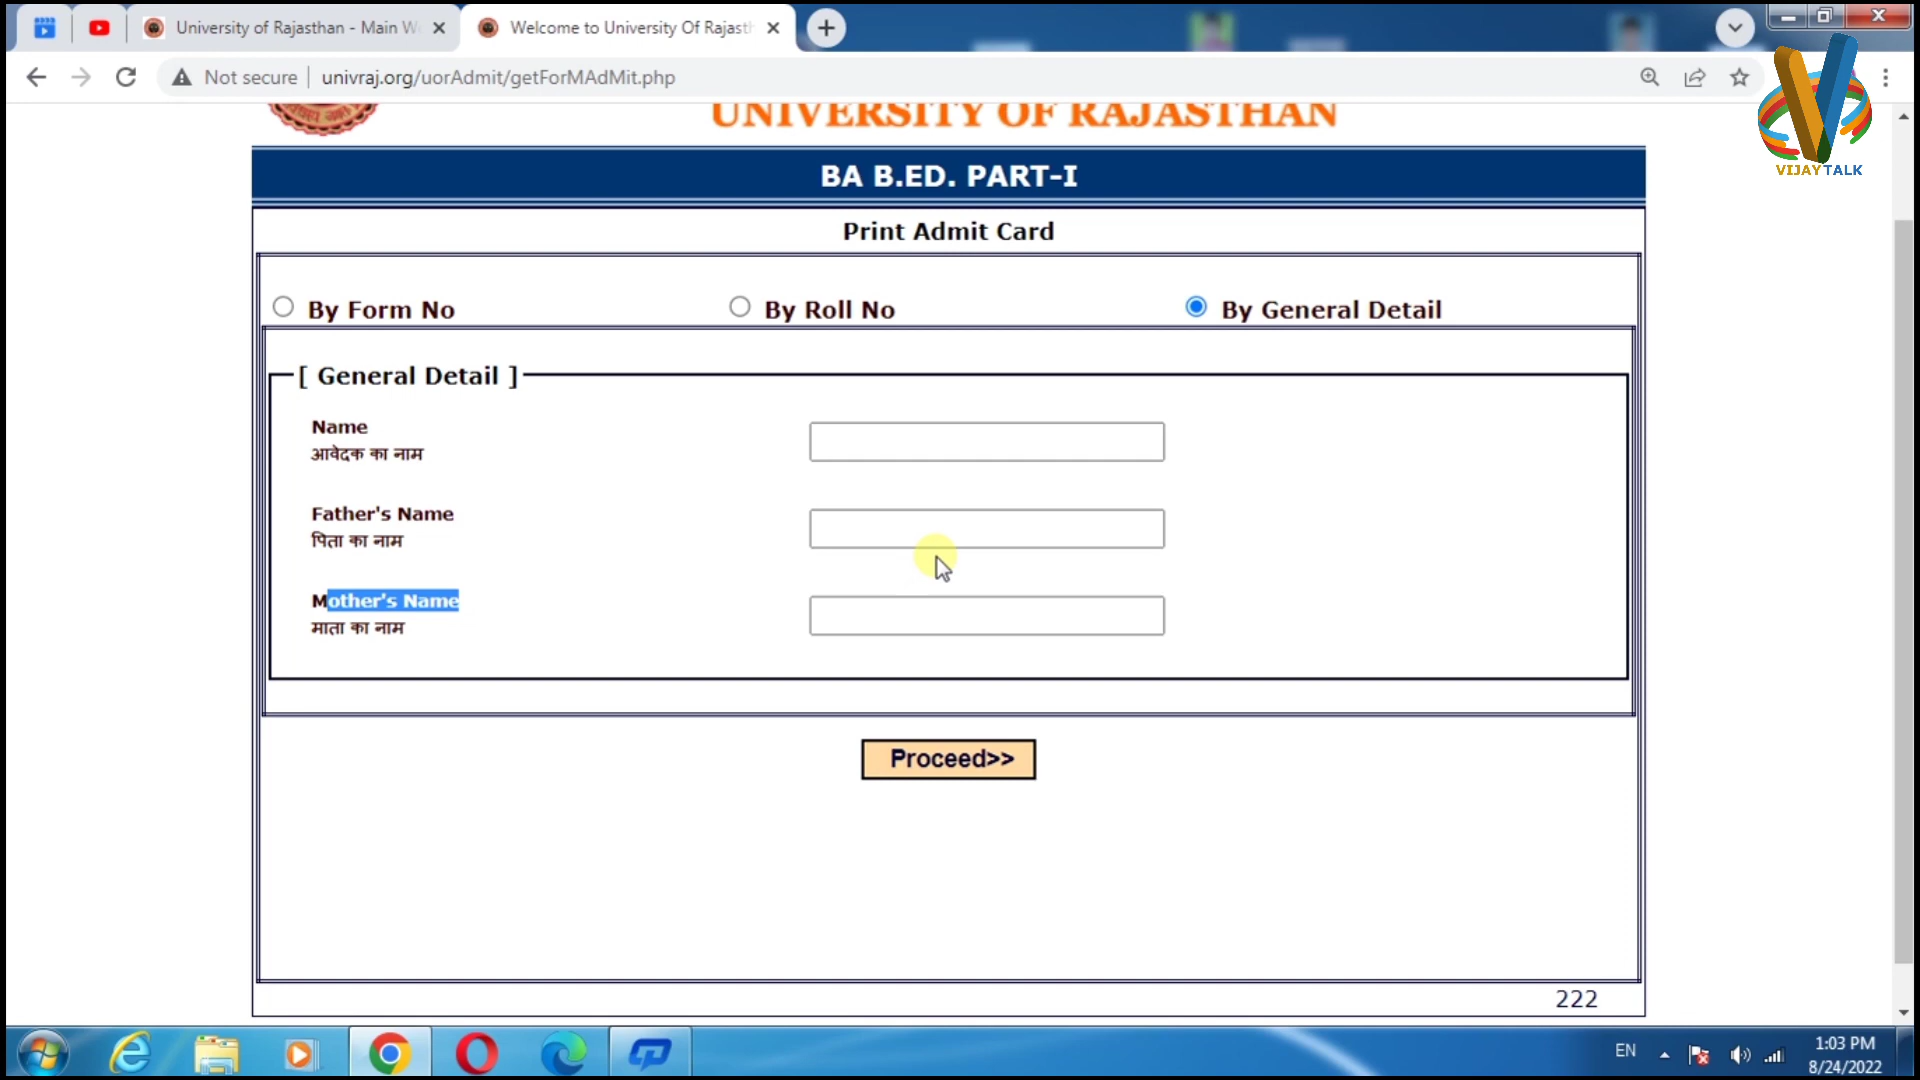 University of Rajasthan - Main W
Welcome to University Of Rajast
Not secure
univraj.org/uorAdmit/getForMAdMit.php
VIJAYTALK
UNIVERSITY OF RAJASTHAN
BA B.ED. PART-I
Print Admit Card
By Form No
By Roll No
By General Detail
[ General Detail ]
Name
आवेदक का नाम
Father's Name
पिता का नाम
Mother's Name
माता का नाम
Proceed>>
222
EN
1:03 PM
8/24/2022